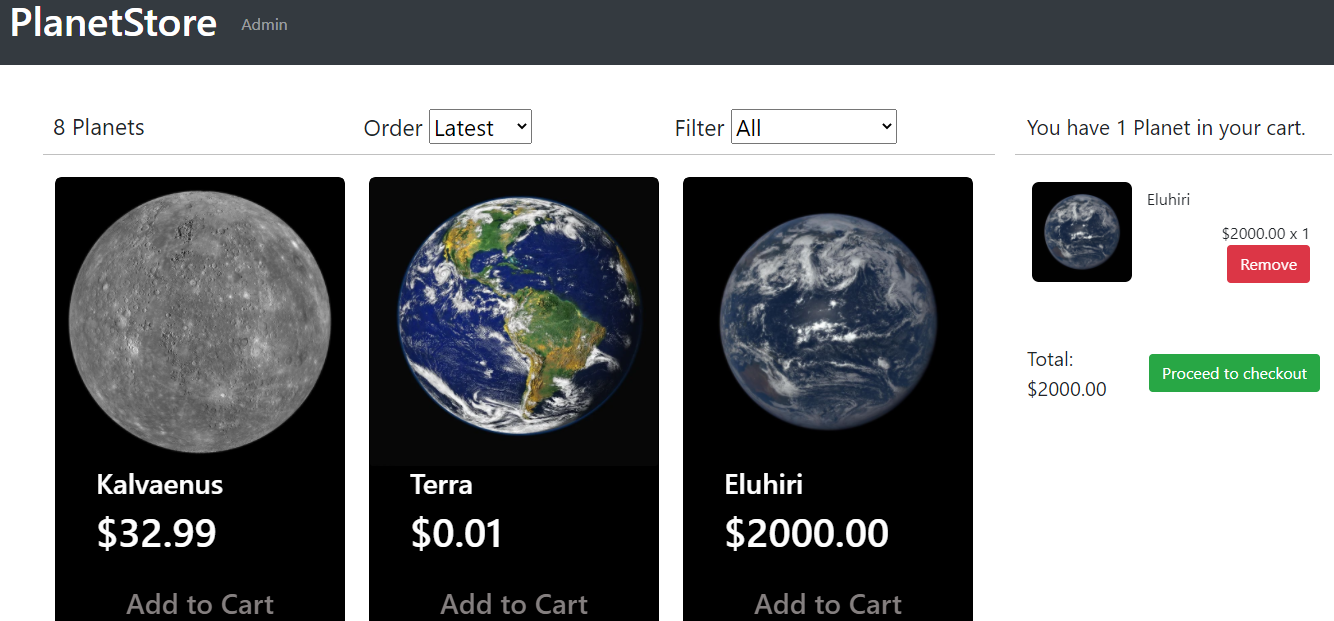 PlanetStore Admin
8 Planets Order Latest Filter All
Kalvaenus
$32.99
Add to Cart
Terra
$0.01
Add to Cart
Eluhiri
$2000.00
Add to Cart
You have 1 Planet in your cart.
Eluhiri
$2000.00 x 1
Remove
Total:
$2000.00
Proceed to checkout